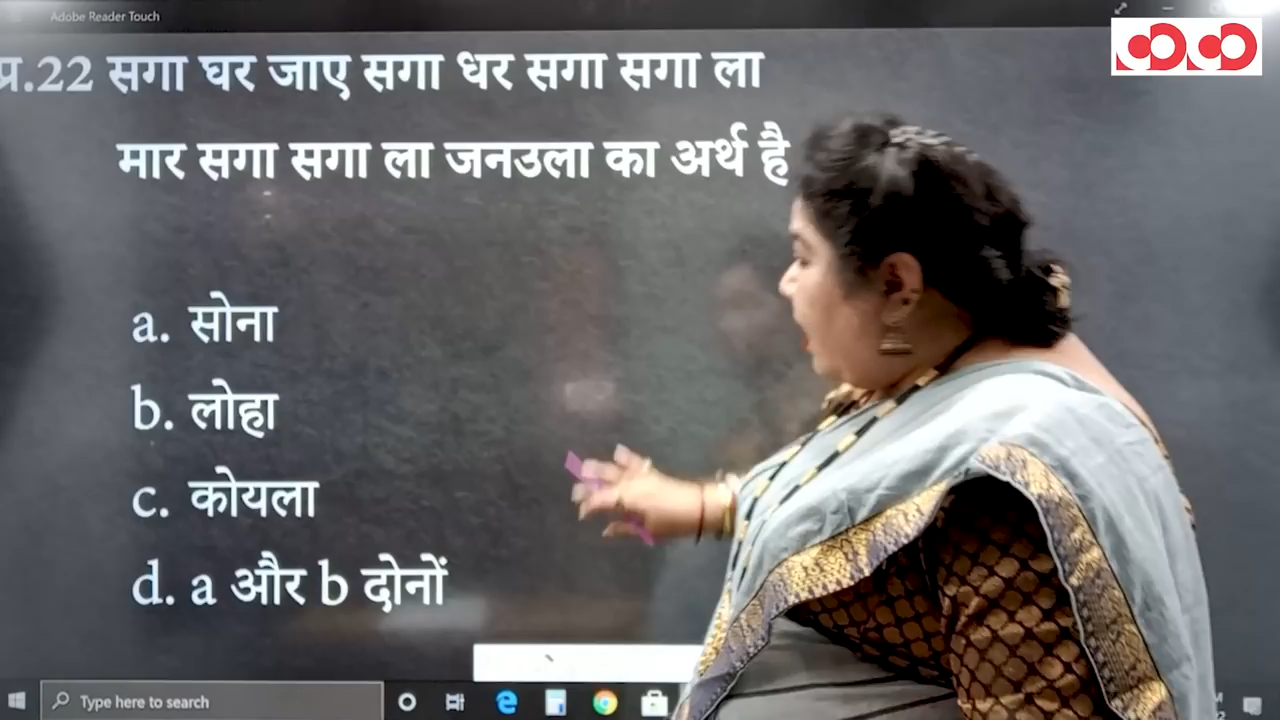 Adobe Reader Touch
प्र.22 सगा घर जाए सगा धर सगा सगा ला
मार सगा सगा ला जनउला का अर्थ है
a. सोना
b. लोहा
c. कोयला
d. a और b दोनों
Type here to search